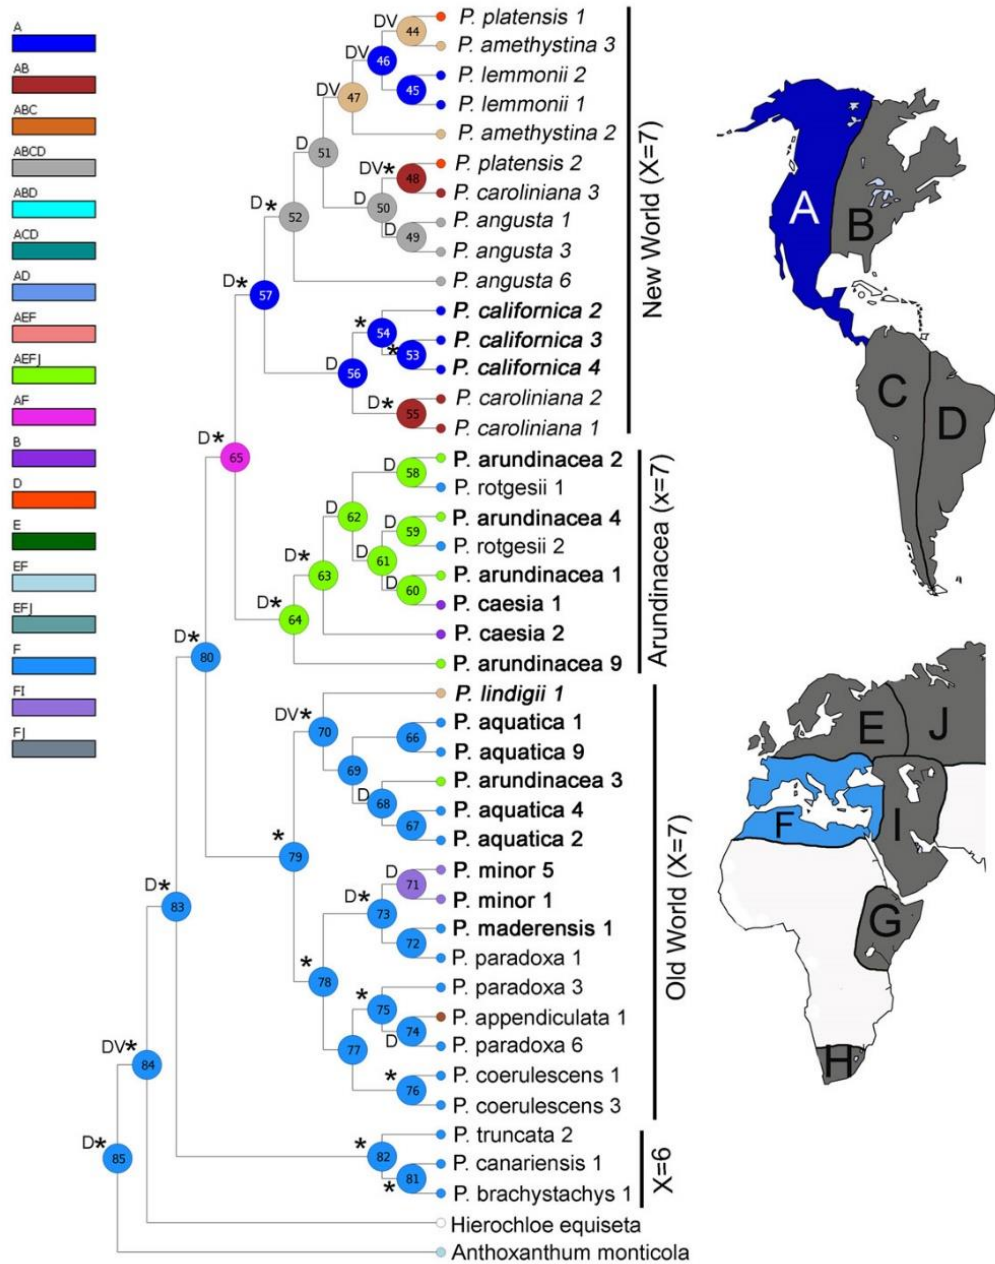 A
AB
ABC
ABCD
ABD
ACD
AD
AEF
AEFJ
AF
B
D
E
EF
EFJ
F
FI
FJ
DV 44 P. platensis 1
P. amethystina 3
DV 46 P. lemmonii 2
45 P. lemmonii 1
DV 47 P. amethystina 2
D 51
DV* 48 P. platensis 2
P. caroliniana 3
D 50
D 49 P. angusta 1
P. angusta 3
D* 52 P. angusta 6
D* 57
* 54 P. californica 2
* 53 P. californica 3
P. californica 4
D 56
D* 55 P. caroliniana 2
P. caroliniana 1
New World (X=7)
D* 65
D 58 P. arundinacea 2
P. rotgesii 1
D 62
D 59 P. arundinacea 4
P. rotgesii 2
D 61
D 60 P. arundinacea 1
P. caesia 1
D* 63 P. caesia 2
D* 64 P. arundinacea 9
Arundinacea (x=7)
D* 80
DV* 70 P. lindigii 1
66 P. aquatica 1
P. aquatica 9
69
D 68 P. arundinacea 3
67 P. aquatica 4
P. aquatica 2
* 79
D 71 P. minor 5
P. minor 1
D* 73
72 P. maderensis 1
P. paradoxa 1
* 78
* 75 P. paradoxa 3
D 74 P. appendiculata 1
P. paradoxa 6
77
* 76 P. coerulescens 1
P. coerulescens 3
Old World (X=7)
D* 83
* 82 P. truncata 2
* 81 P. canariensis 1
P. brachystachys 1
X=6
DV* 84 Hierochloe equiseta
D* 85 Anthoxanthum monticola
A
B
C
D
E
J
F
I
G
H